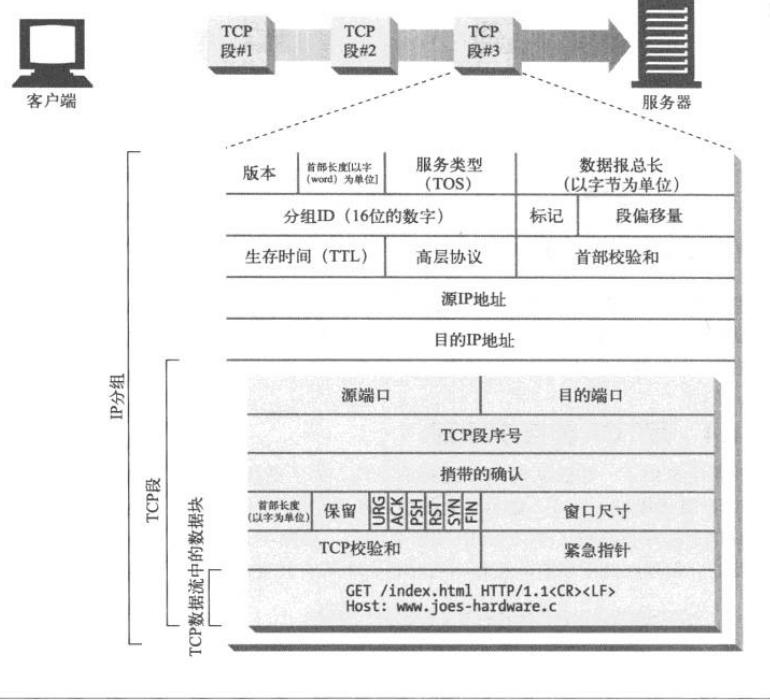 TCP
段#1
TCP
段#2
TCP
段#3
客户端
服务器
版本
首部长度[以字
(word)为单位]
服务类型
(TOS)
数据报总长
(以字节为单位)
分组ID(16位的数字)
标记
段偏移量
生存时间(TTL)
高层协议
首部校验和
源IP地址
目的IP地址
IP分组
TCP段
TCP数据流中的数据块
源端口
目的端口
TCP段序号
捎带的确认
首部长度
(以字为单位)
保留
URG
ACK
PSH
RST
SYN
FIN
窗口尺寸
TCP校验和
紧急指针
GET /index.html HTTP/1.1<CR><LF>
Host: www.joes-hardware.c